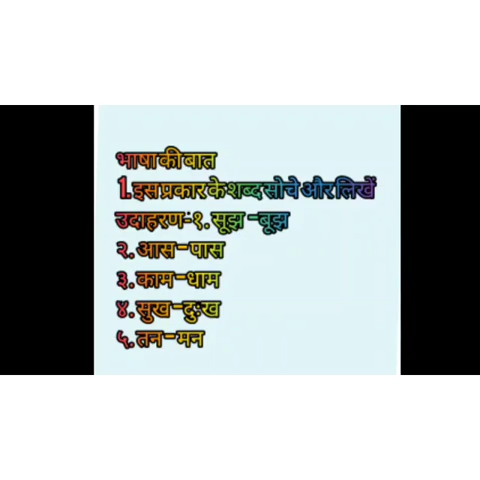 भाषा की बात
1. इस प्रकार के शब्द सोचे और लिखें
उदाहरण:-१. सूझ -बूझ
२. आस-पास
३. काम-धाम
४. सुख-दुःख
५. तन-मन